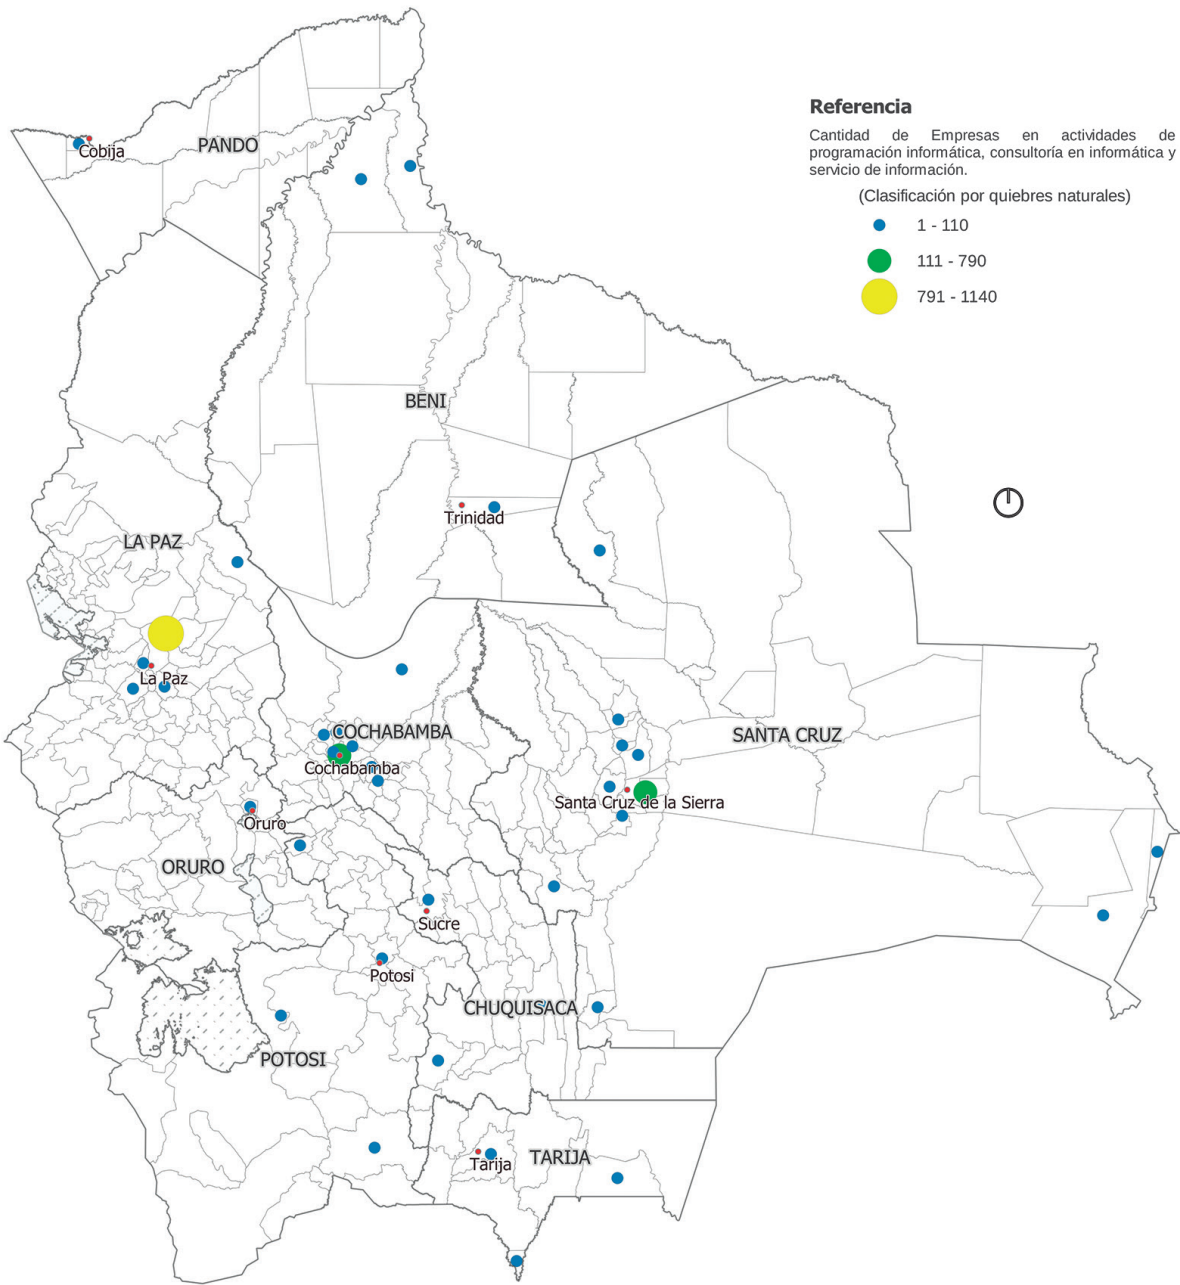 Referencia
Cantidad de Empresas en actividades de
programación informática, consultoría en informática y
servicio de información.
(Clasificación por quiebres naturales)
1 - 110
111 - 790
791 - 1140
PANDO
Cobija
BENI
Trinidad
LA PAZ
La Paz
COCHABAMBA
Cochabamba
SANTA CRUZ
Santa Cruz de la Sierra
Oruro
ORURO
Sucre
Potosi
CHUQUISACA
POTOSI
Tarija
TARIJA